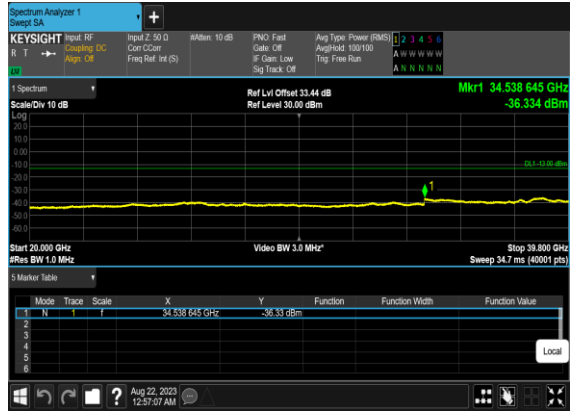 Spectrum Analyzer 1
Swept SA
+
KEYSIGHT Input: RF Input Z: 50 Ω #Atten: 10 dB PNO: Fast Avg Type: Power (RMS) 1 2 3 4 5 6
R T Coupling: DC Corr CCorr Gate: Off Avg|Hold: 100/100 A W W W W W
Align: Off Freq Ref: Int (S) IF Gain: Low Trig: Free Run
Sig Track: Off A N N N N N
LXI
1 Spectrum Ref Lvl Offset 33.44 dB Mkr1 34.538 645 GHz
Scale/Div 10 dB Ref Level 30.00 dBm -36.334 dBm
Log
20.0
10.0
0.00
-10.0
DL1 -13.00 dBm
-20.0
-30.0
1
-40.0
-50.0
-60.0
Start 20.000 GHz Video BW 3.0 MHz* Stop 39.800 GHz
#Res BW 1.0 MHz Sweep 34.7 ms (40001 pts)
5 Marker Table
Mode Trace Scale X Y Function Function Width Function Value
1 N 1 f 34.538 645 GHz -36.33 dBm
2
3
4
5
6
Local
? Aug 22, 2023
12:57:07 AM